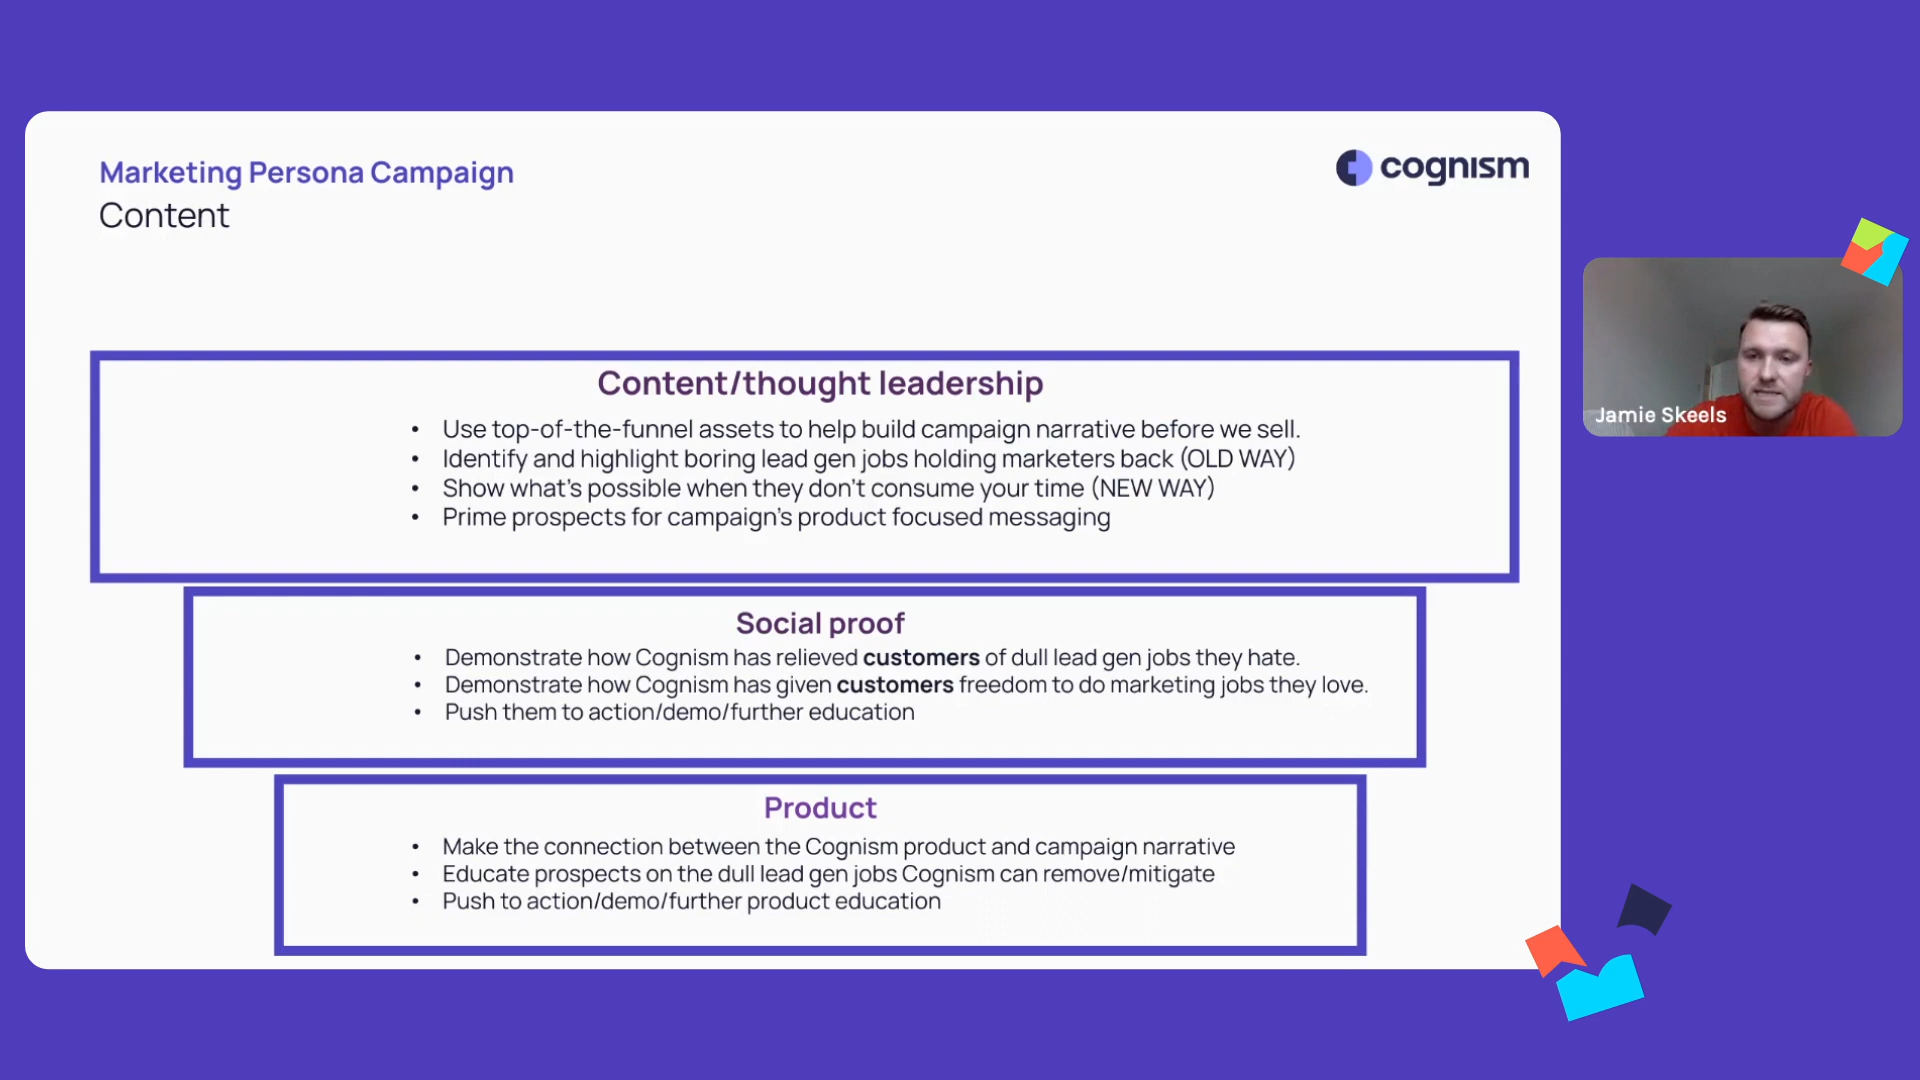 Marketing Persona Campaign
Content
cognism
Content/thought leadership
• Use top-of-the-funnel assets to help build campaign narrative before we sell.
• Identify and highlight boring lead gen jobs holding marketers back (OLD WAY)
• Show what's possible when they don't consume your time (NEW WAY)
• Prime prospects for campaign's product focused messaging
Social proof
• Demonstrate how Cognism has relieved customers of dull lead gen jobs they hate.
• Demonstrate how Cognism has given customers freedom to do marketing jobs they love.
• Push them to action/demo/further education
Product
• Make the connection between the Cognism product and campaign narrative
• Educate prospects on the dull lead gen jobs Cognism can remove/mitigate
• Push to action/demo/further product education
Jamie Skeels